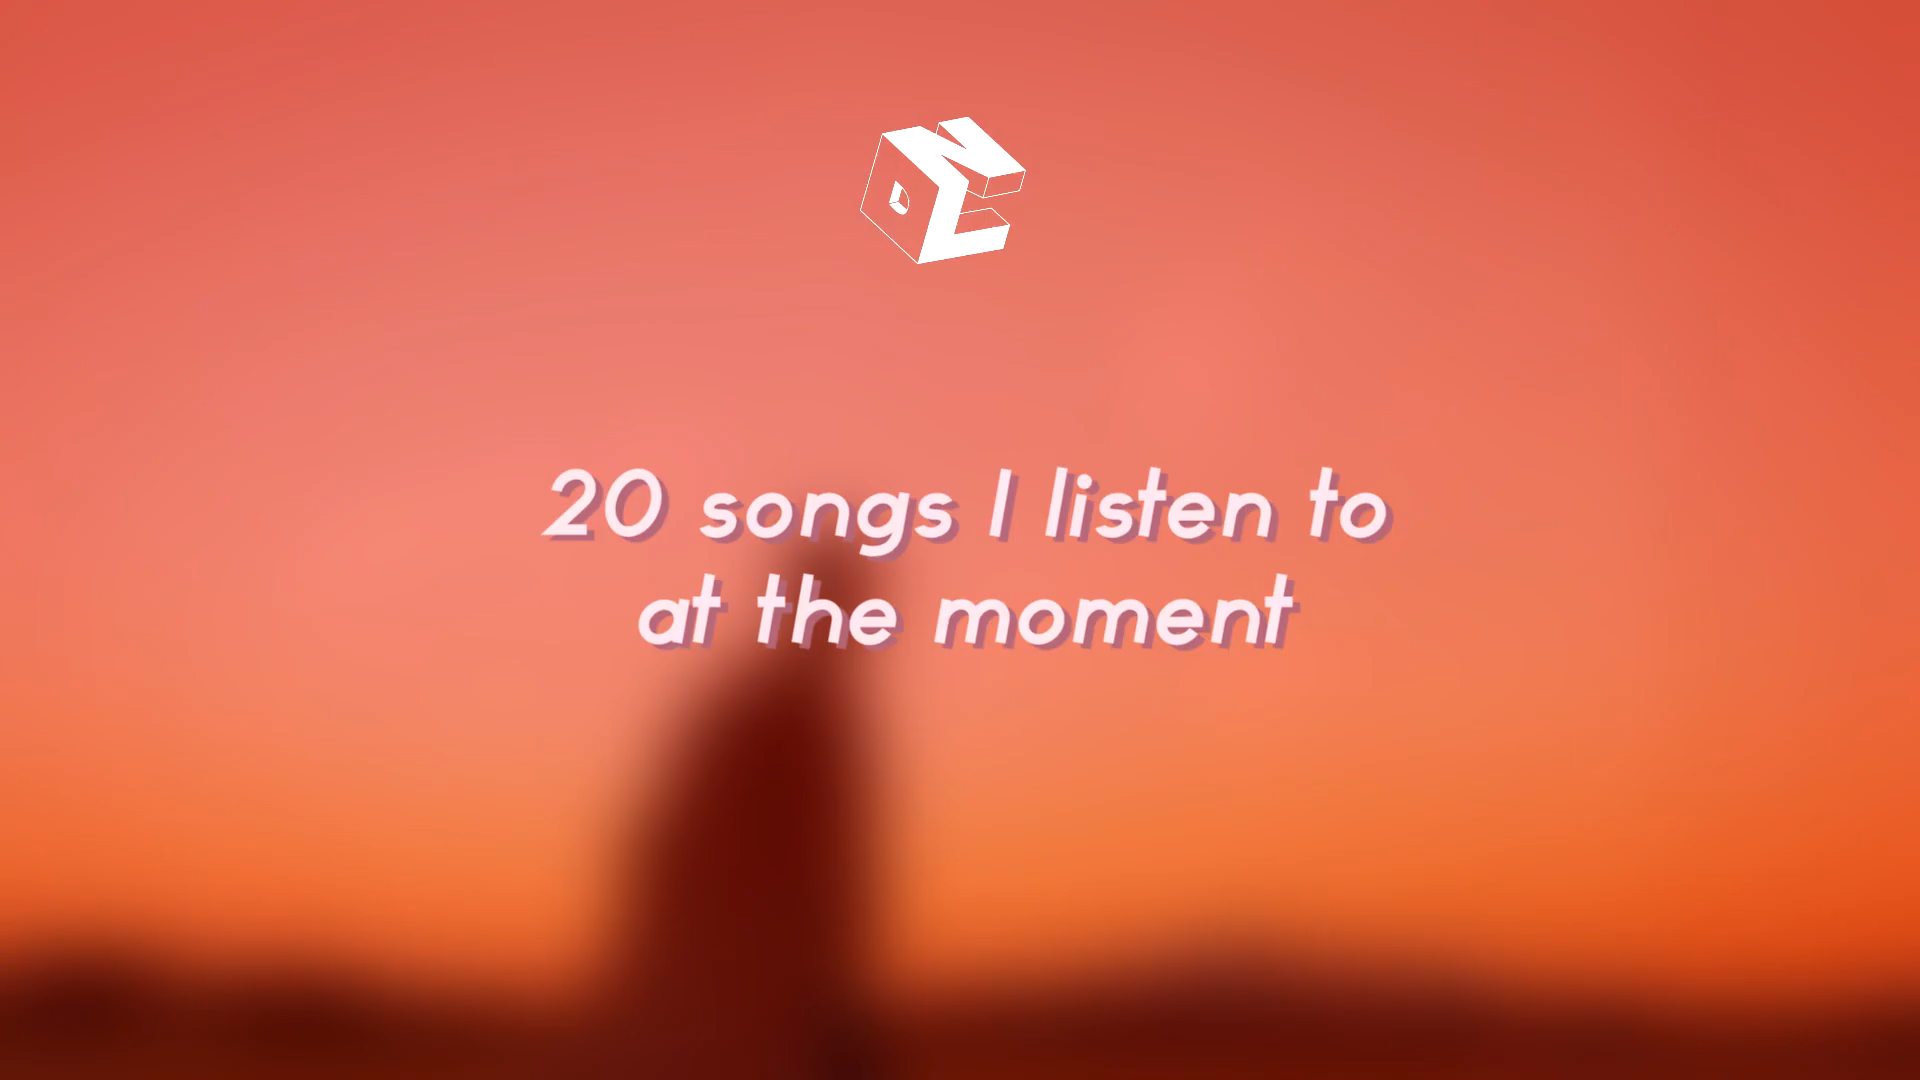 20 songs I listen to
at the moment